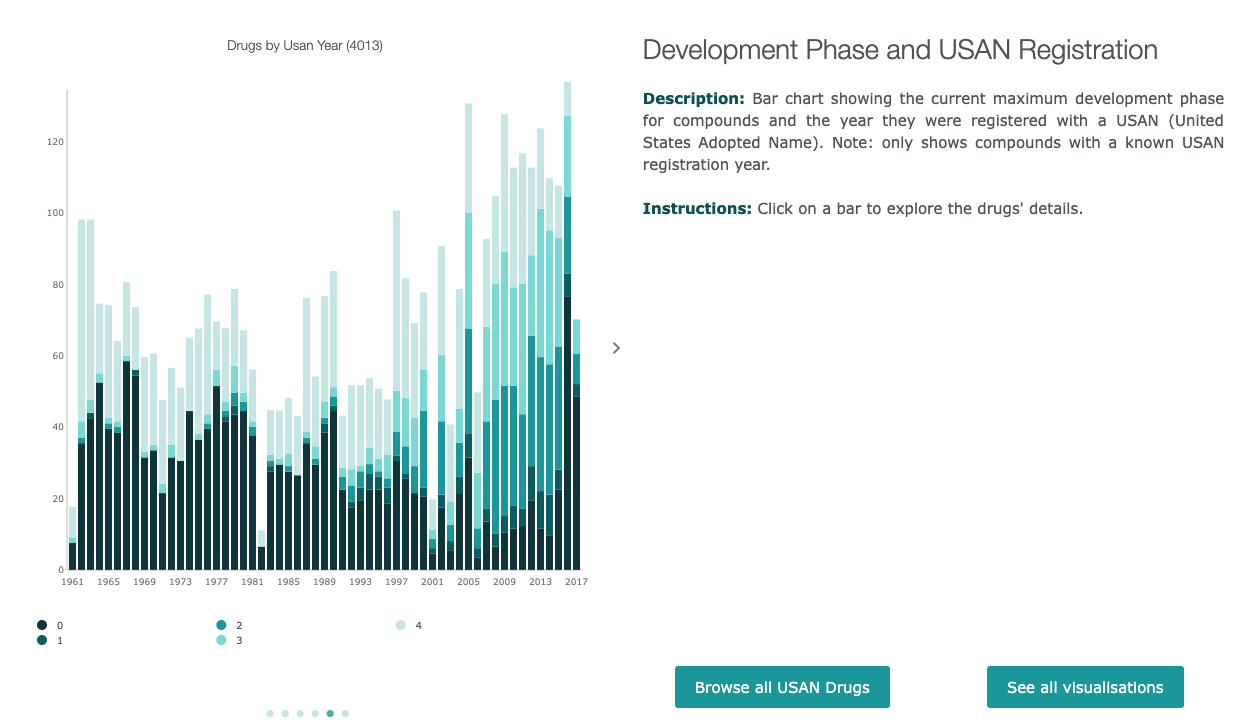 Drugs by Usan Year (4013)
120
100
80
60
40
20
0
1961 1965 1969 1973 1977 1981 1985 1989 1993 1997 2001 2005 2009 2013 2017
0 2 4
1 3
Development Phase and USAN Registration
Description: Bar chart showing the current maximum development phase
for compounds and the year they were registered with a USAN (United
States Adopted Name). Note: only shows compounds with a known USAN
registration year.
Instructions: Click on a bar to explore the drugs' details.
Browse all USAN Drugs
See all visualisations